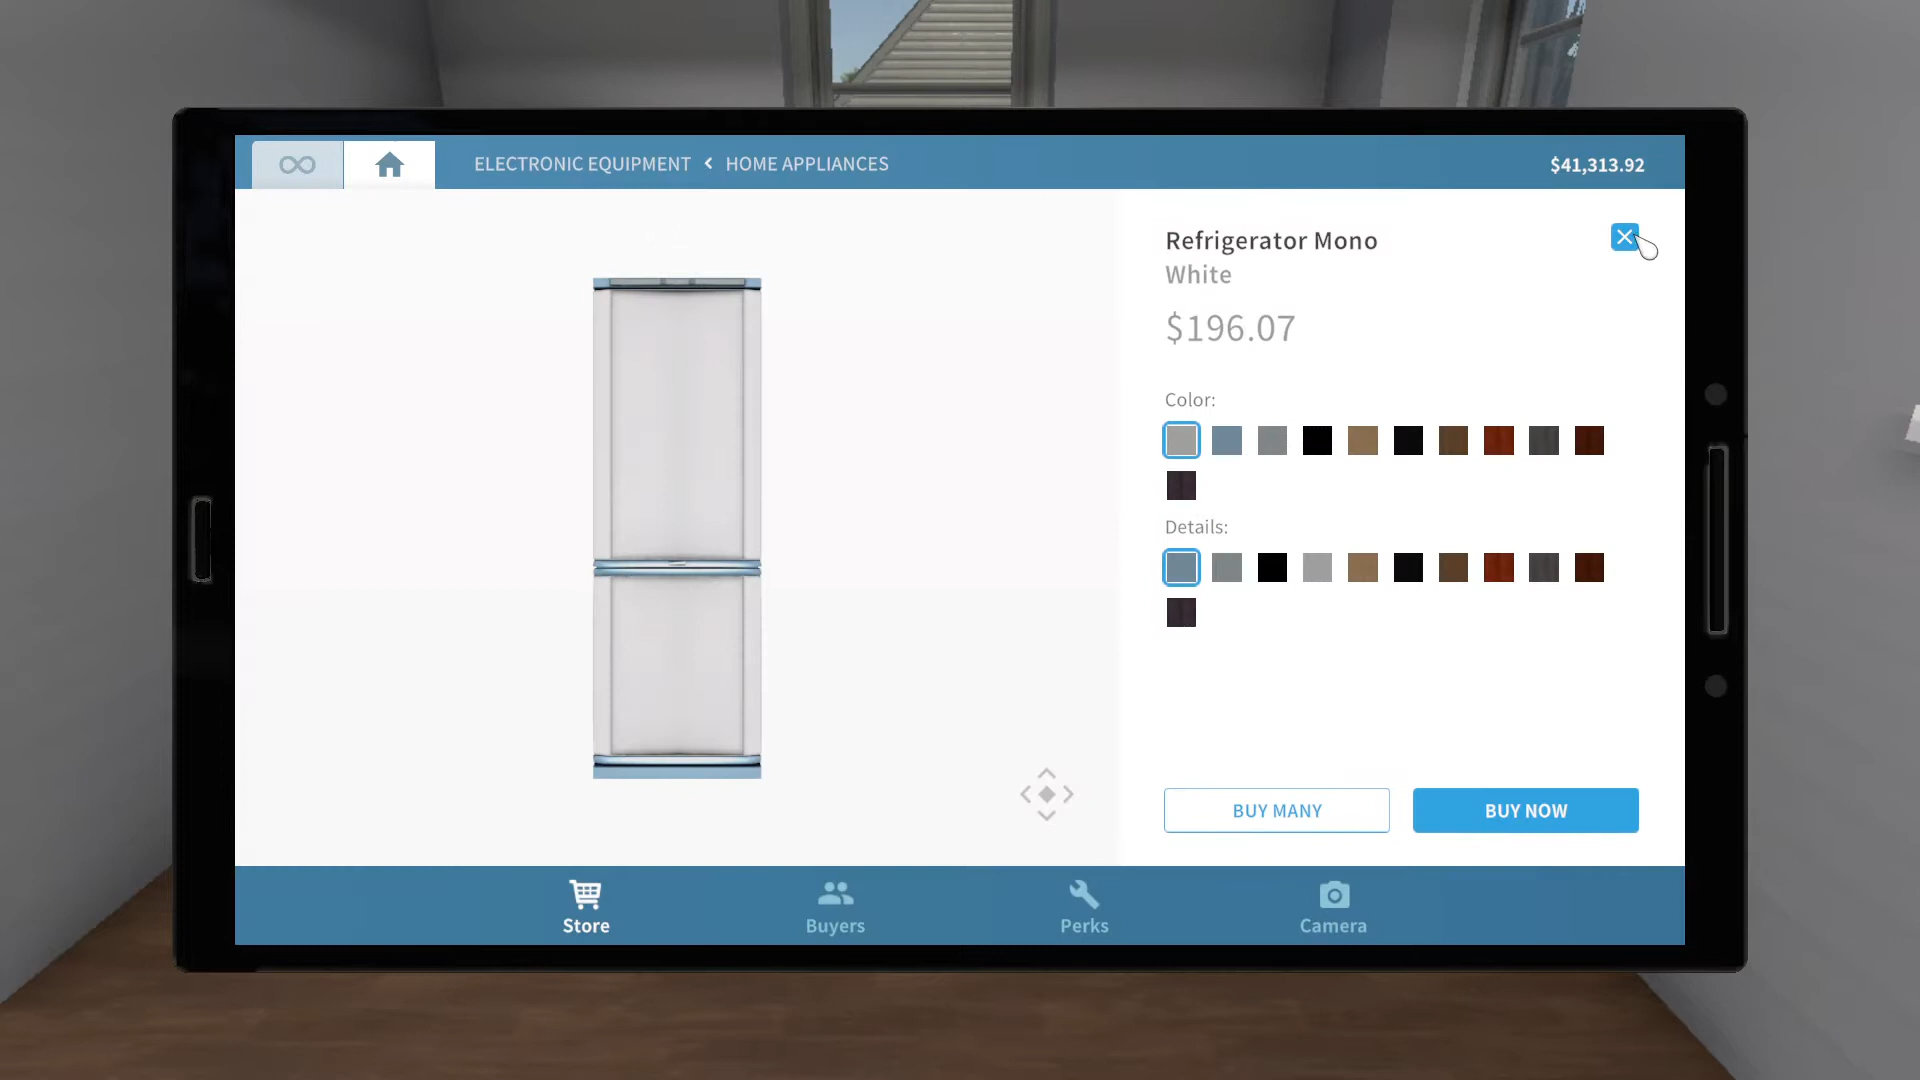 ELECTRONIC EQUIPMENT < HOME APPLIANCES
$41,313.92
Refrigerator Mono
White
$196.07
Color:
Details:
BUY MANY
BUY NOW
Store
Buyers
Perks
Camera